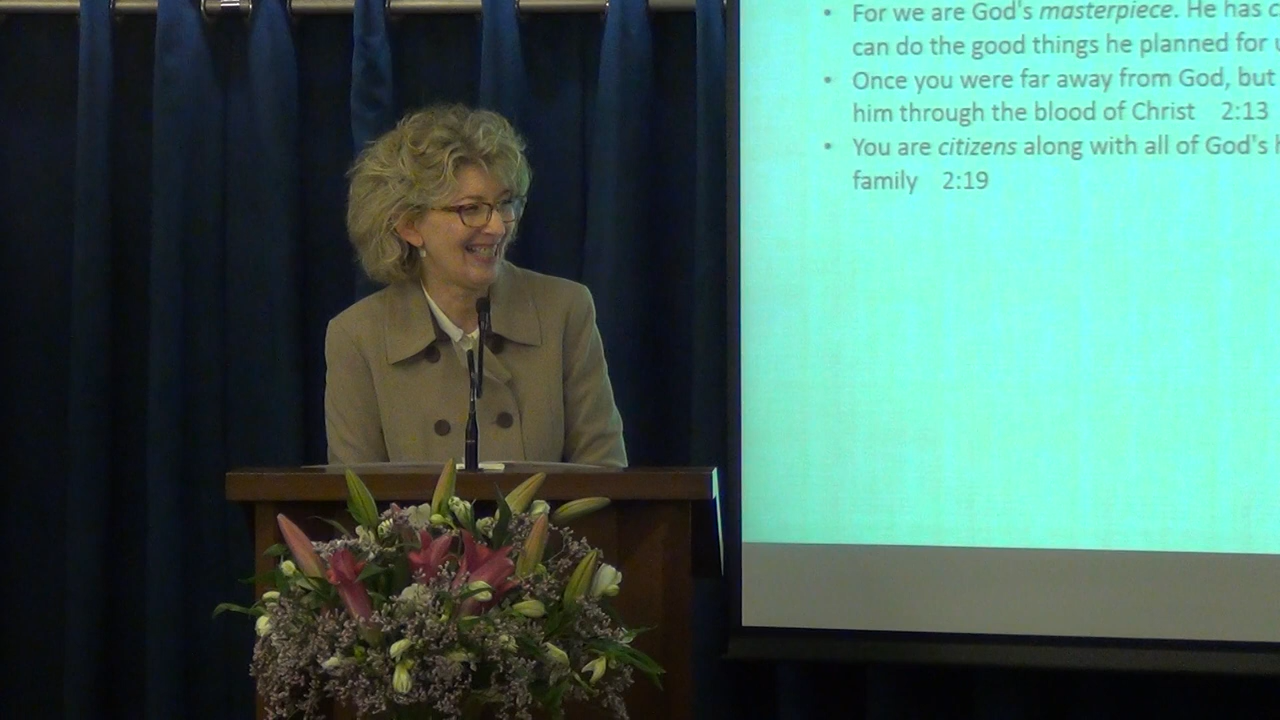 • For we are God's masterpiece. He has
can do the good things he planned for
• Once you were far away from God, but
him through the blood of Christ 2:13
• You are citizens along with all of God's
family 2:19